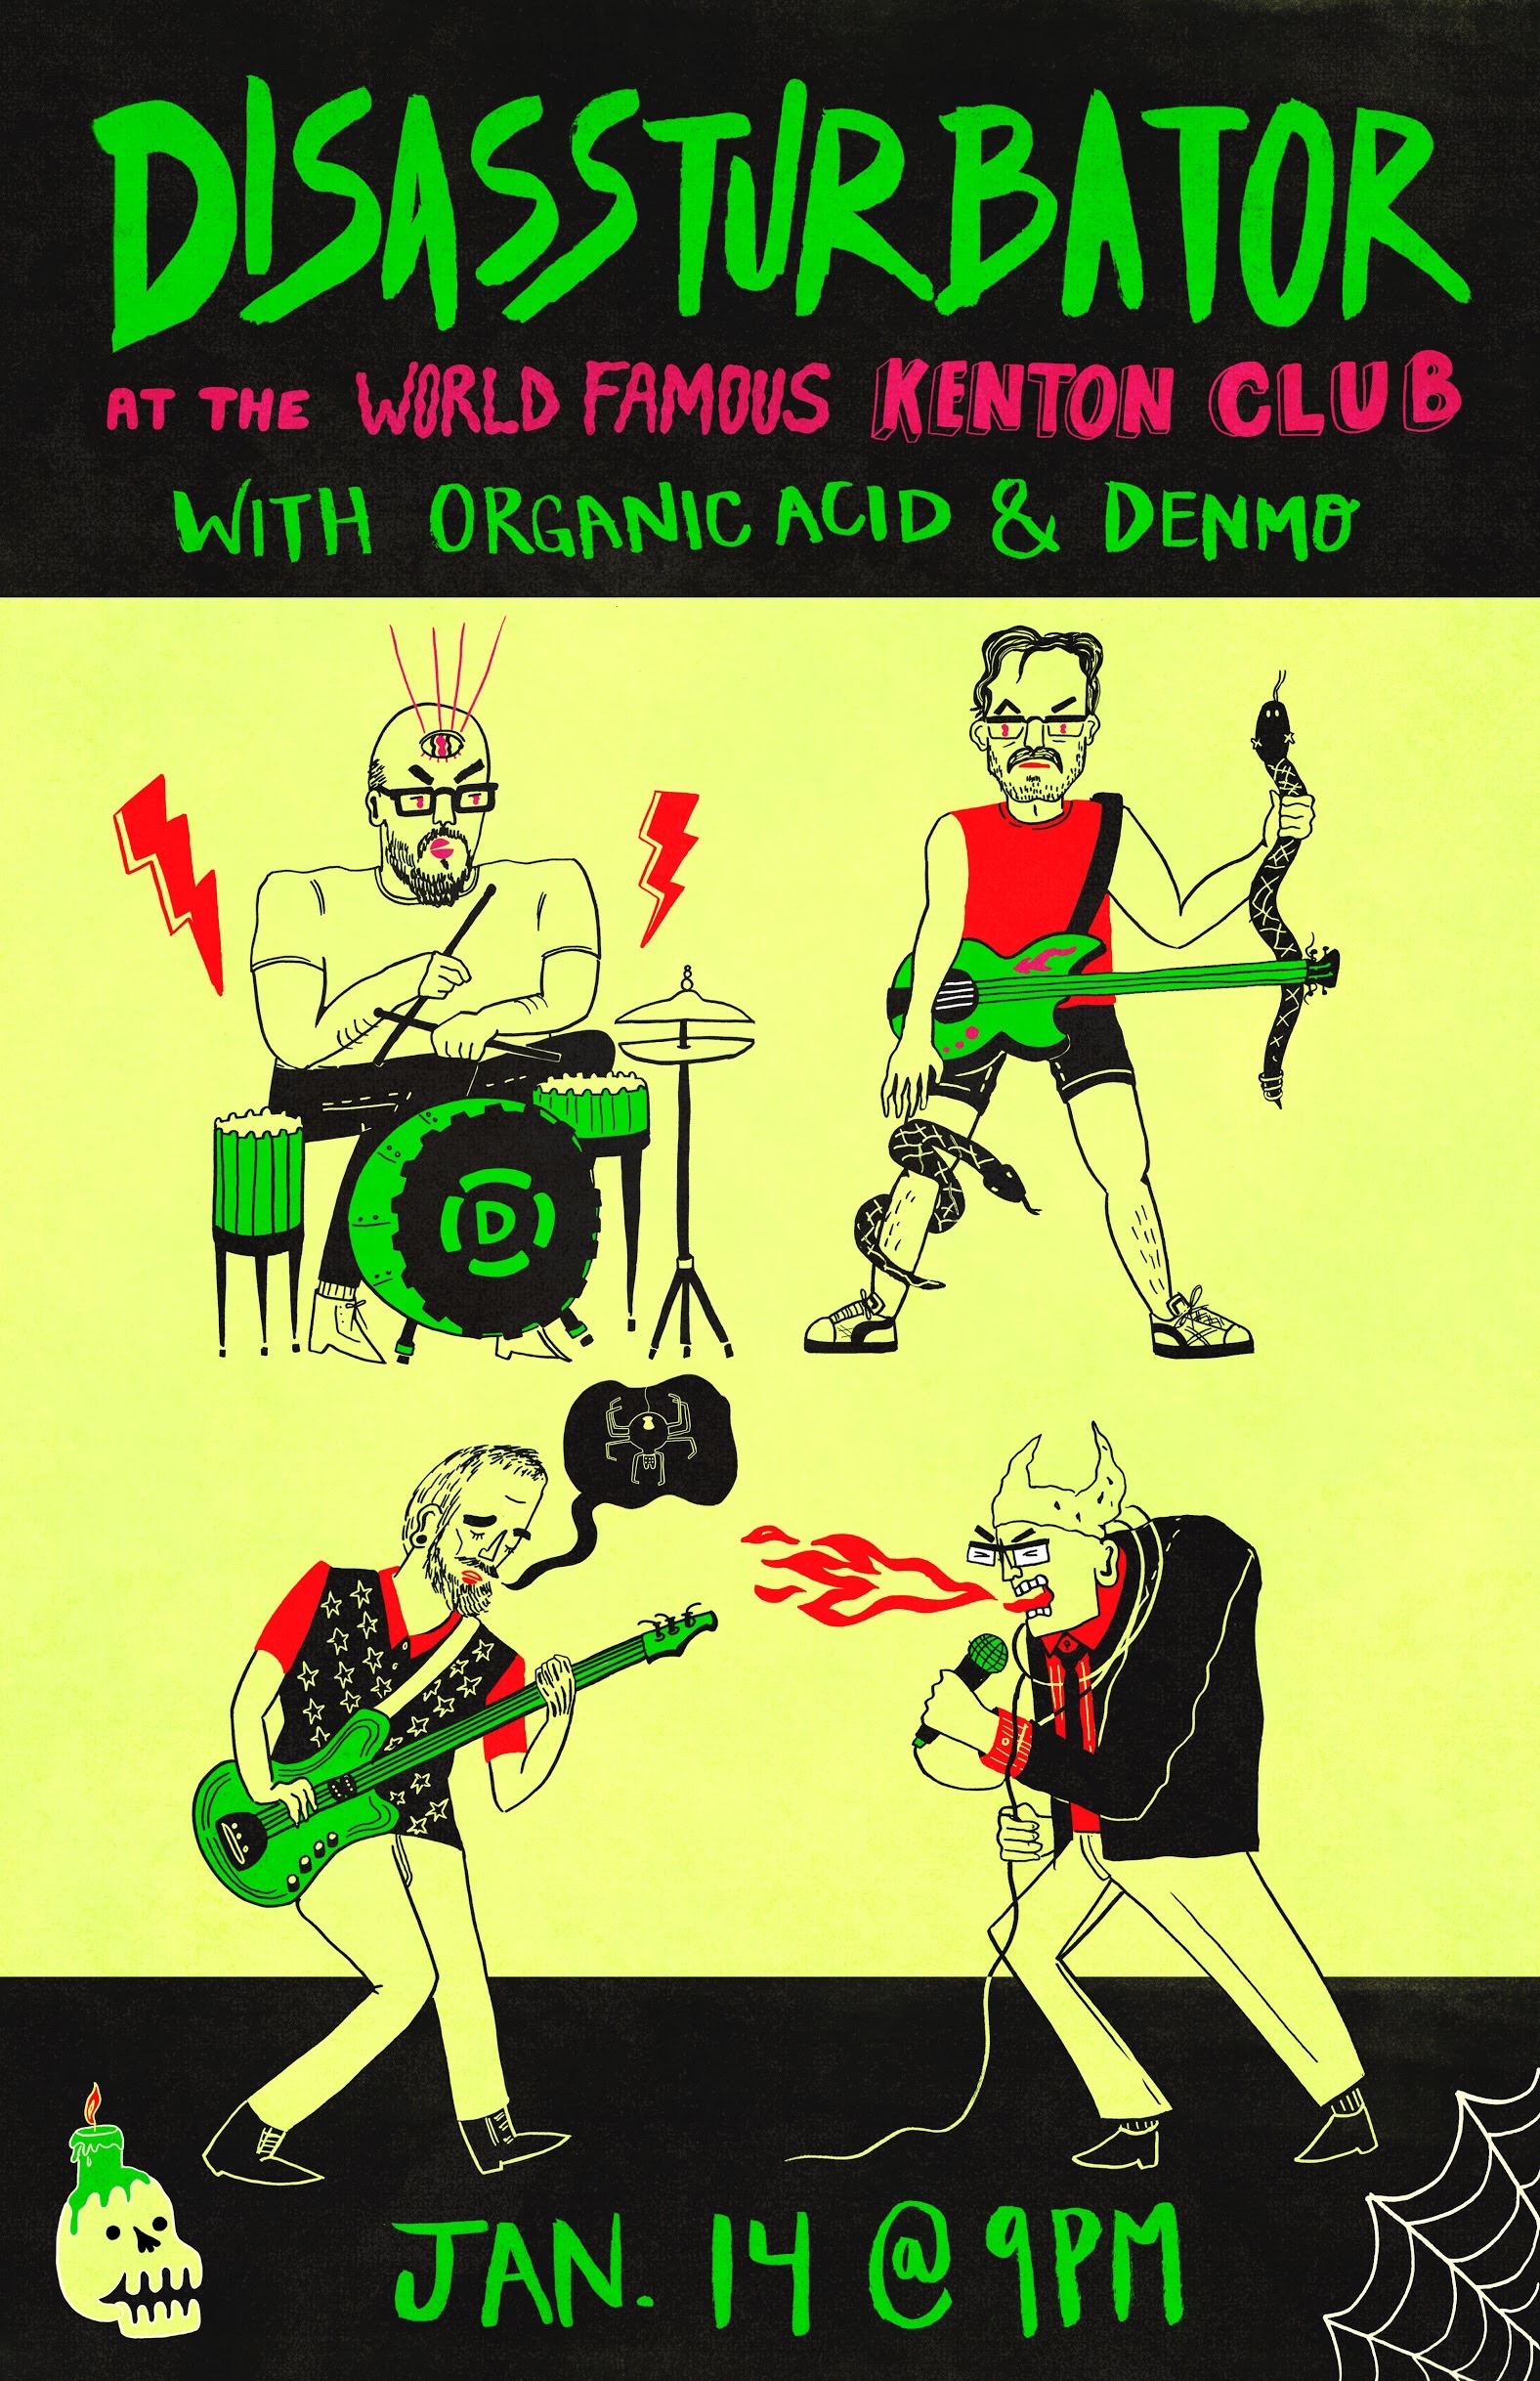 DISASSTURBATOR
AT THE WORLD FAMOUS KENTON CLUB
WITH ORGANIC ACID & DENMO
D
JAN. 14 @ 9PM